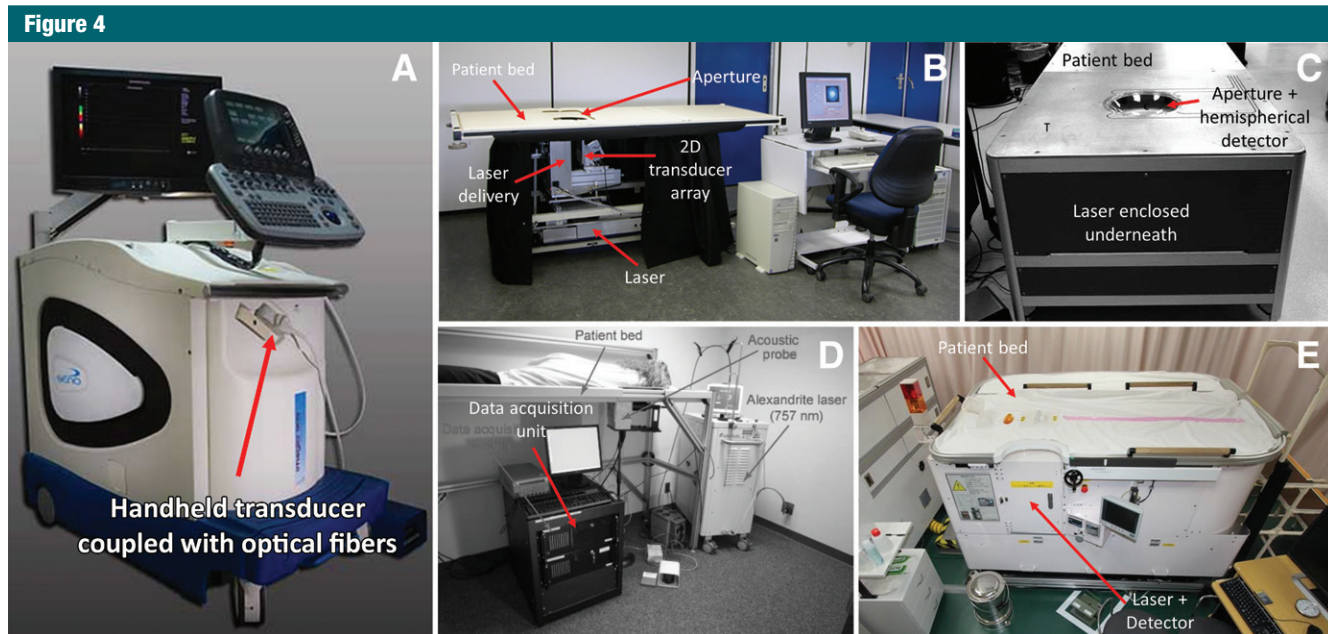 Figure 4
A
Handheld transducer
coupled with optical fibers
B
Patient bed
Aperture
Laser
delivery
2D
transducer
array
Laser
C
Patient bed
Aperture +
hemispherical
detector
T
Laser enclosed
underneath
D
Patient bed
Acoustic
probe
Alexandrite laser
(757 nm)
Data acquisition
unit
Data acquisition
E
Patient bed
Laser +
Detector